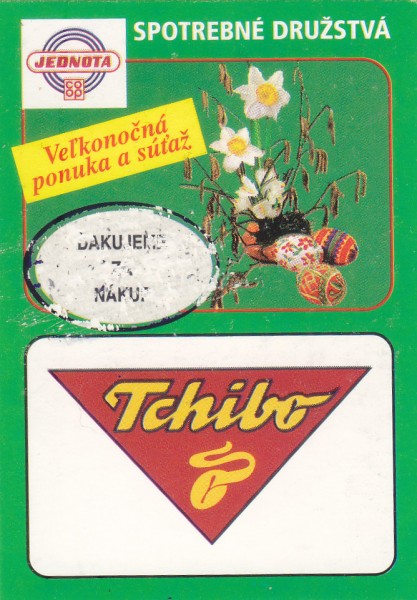 SPOTREBNÉ DRUŽSTVÁ
JEDNOTA
COOP
Veľkonočná
ponuka a súťaž
ĎAKUJEME
ZA
NÁKUP
Tchibo